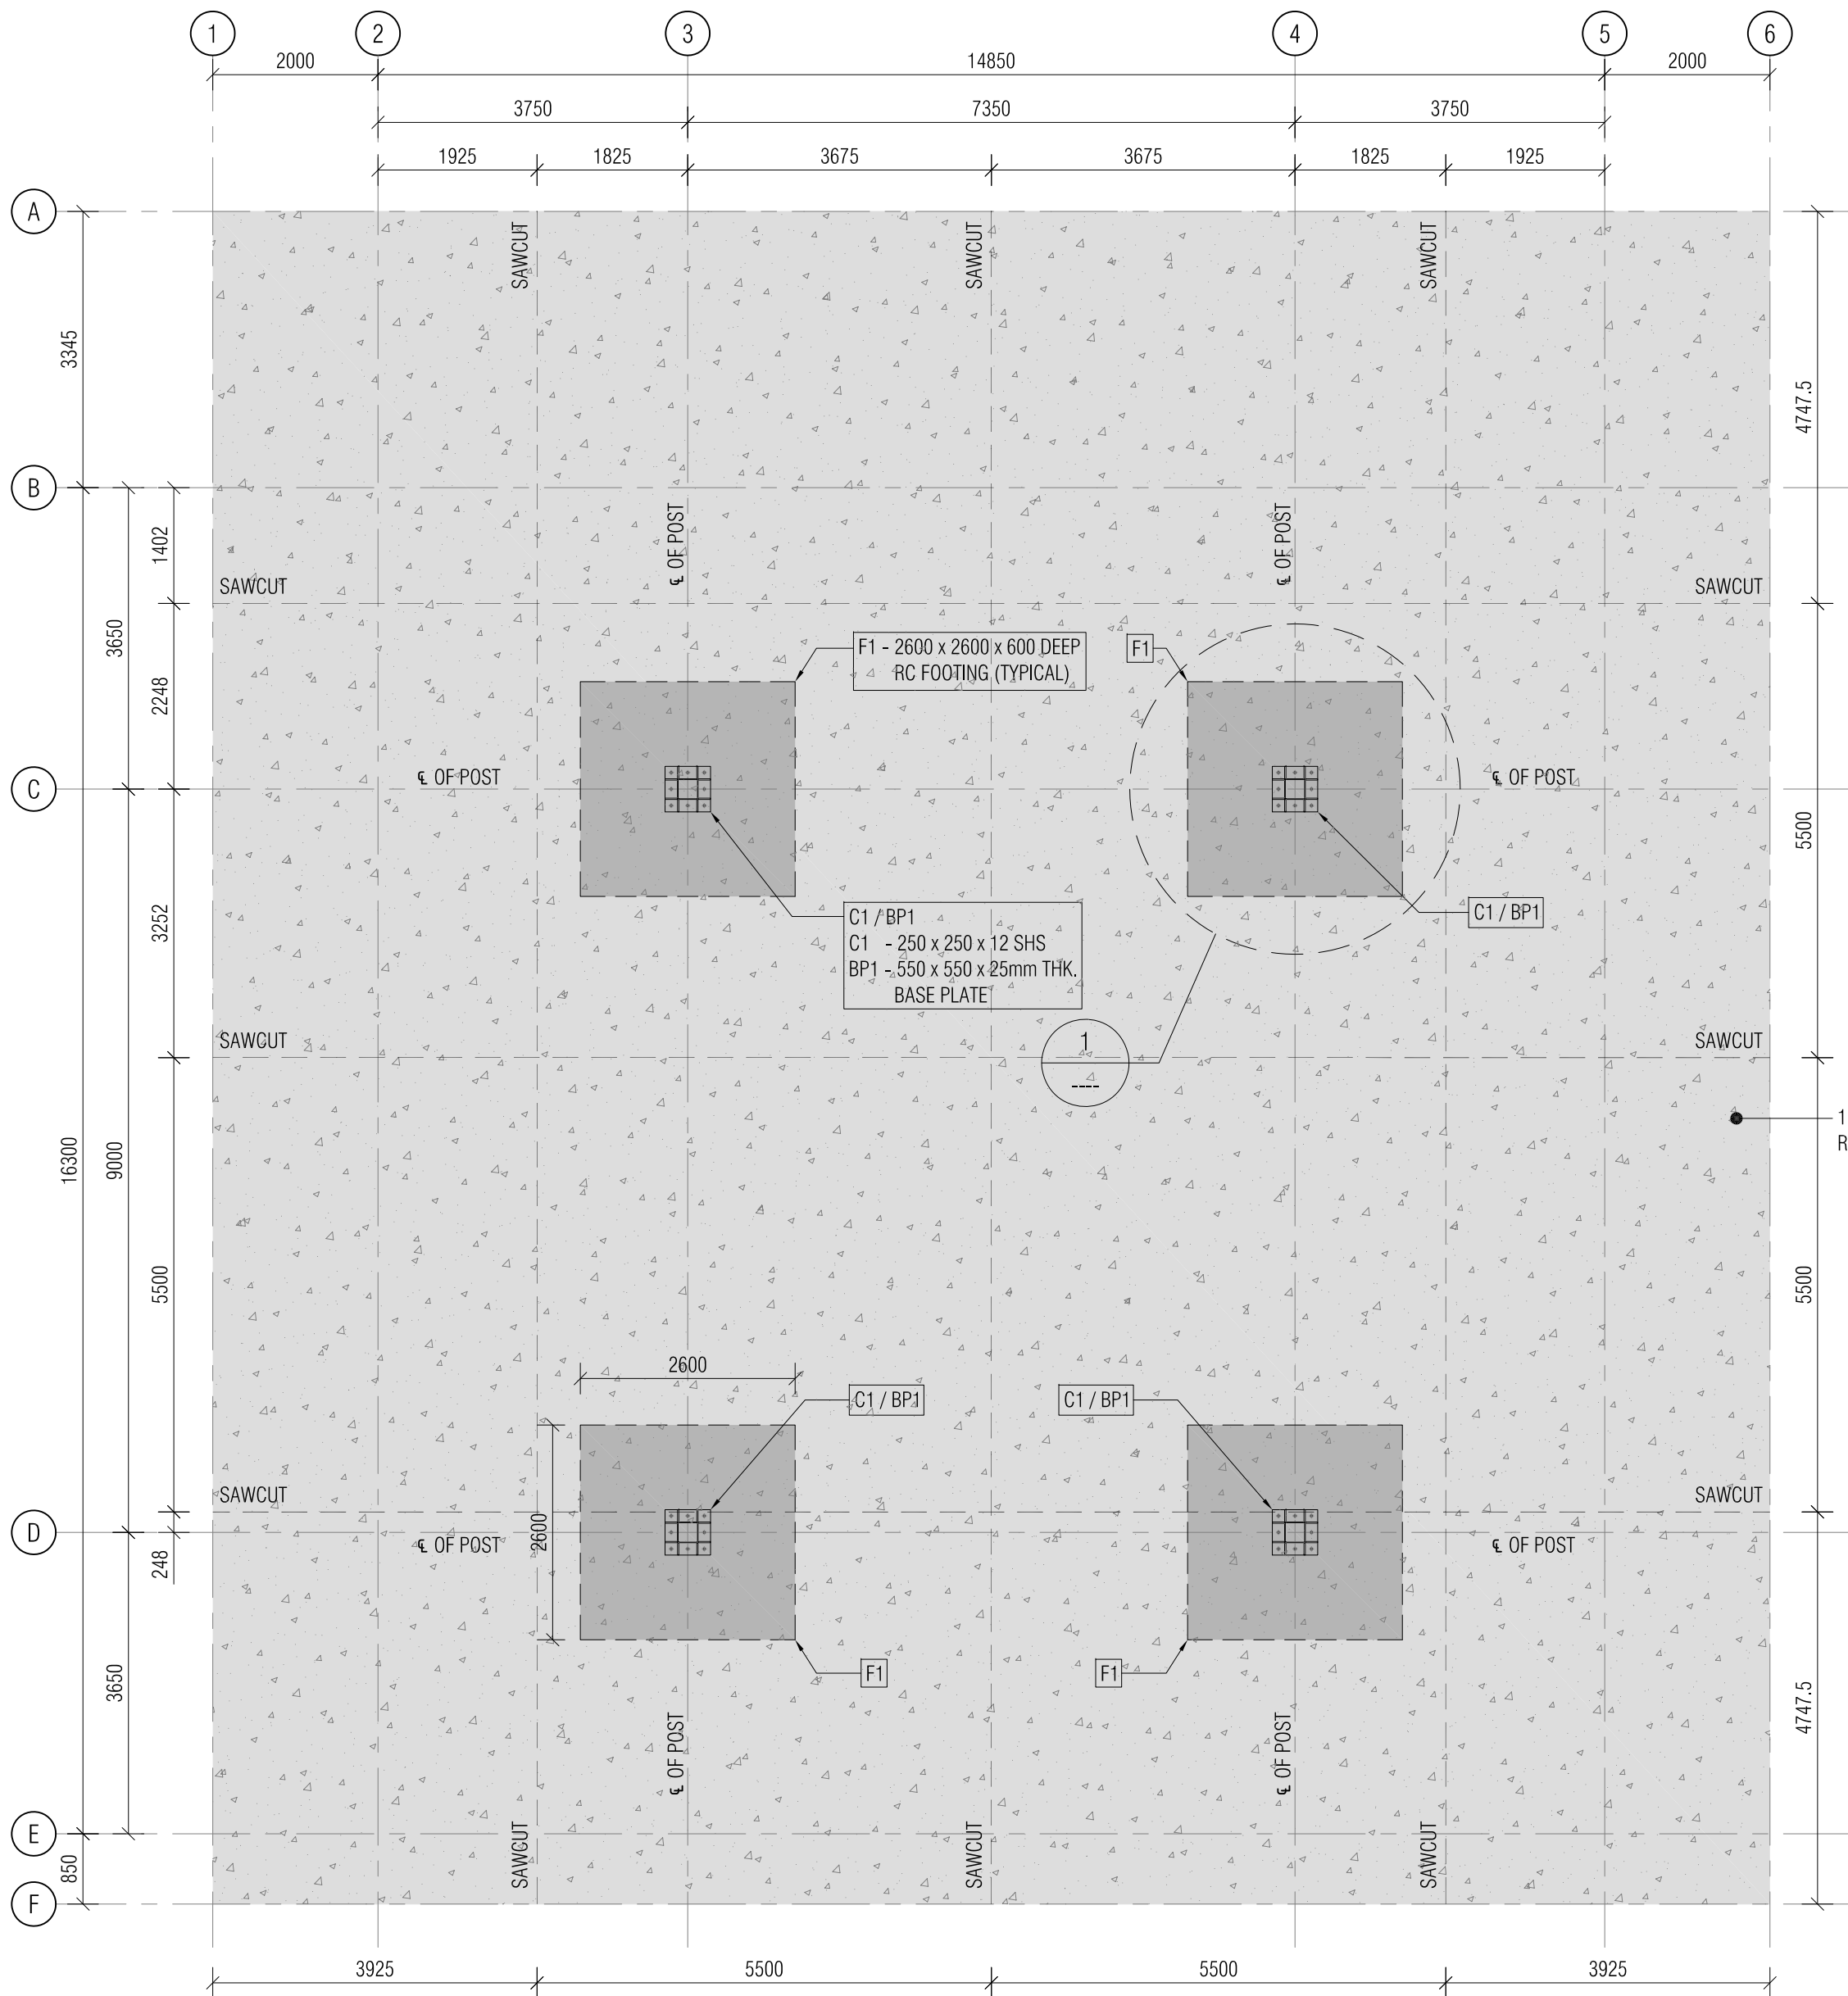 1 2 3 4 5 6
2000 14850 2000
3750 7350 3750
1925 1825 3675 3675 1825 1925
A
SAWCUT SAWCUT SAWCUT
3345
4747.5
B
1402
℄ OF POST ℄ OF POST
SAWCUT SAWCUT
3650
F1 - 2600 x 2600 x 600 DEEP
RC FOOTING (TYPICAL)
F1
2248
C
℄ OF POST ℄ OF POST
5500
3252
C1 / BP1
C1 - 250 x 250 x 12 SHS
BP1 - 550 x 550 x 25mm THK.
BASE PLATE
C1 / BP1
SAWCUT SAWCUT
1
----
1
R
16300
9000
5500
5500
2600
C1 / BP1 C1 / BP1
SAWCUT SAWCUT
D
2600
℄ OF POST ℄ OF POST
248
F1 F1
3650
4747.5
℄ OF POST ℄ OF POST
E
SAWCUT SAWCUT SAWCUT
850
F
3925 5500 5500 3925